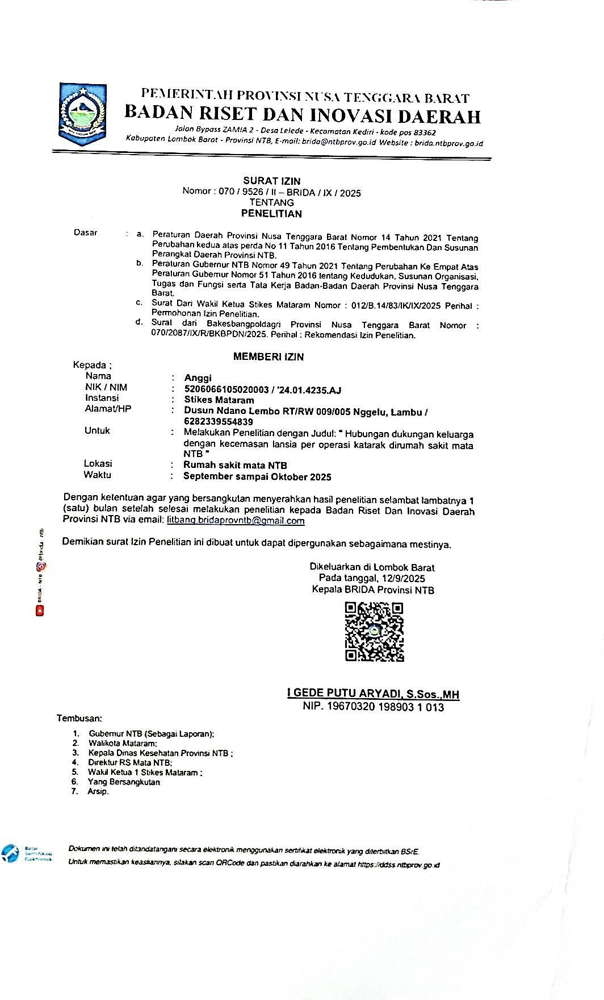 PEMERINTAH PROVINSI NUSA TENGGARA BARAT
BADAN RISET DAN INOVASI DAERAH
Jalan Bypass ZAMIA 2 - Desa Lelede - Kecamatan Kediri - kode pos 83362
Kabupaten Lombok Barat - Provinsi NTB, E-mail: brida@ntbprov.go.id Website : brida.ntbprov.go.id
SURAT IZIN
Nomor : 070 / 9526 / II – BRIDA / IX / 2025
TENTANG
PENELITIAN
Dasar : a. Peraturan Daerah Provinsi Nusa Tenggara Barat Nomor 14 Tahun 2021 Tentang
Perubahan kedua atas perda No 11 Tahun 2016 Tentang Pembentukan Dan Susunan
Perangkat Daerah Provinsi NTB.
b. Peraturan Gubernur NTB Nomor 49 Tahun 2021 Tentang Perubahan Ke Empat Atas
Peraturan Gubernur Nomor 51 Tahun 2016 tentang Kedudukan, Susunan Organisasi,
Tugas dan Fungsi serta Tata Kerja Badan-Badan Daerah Provinsi Nusa Tenggara
Barat.
c. Surat Dari Wakil Ketua Stikes Mataram Nomor : 012/B.14/83/IK/IX/2025 Perihal :
Permohonan Izin Penelitian.
d. Surat dari Bakesbangpoldagri Provinsi Nusa Tenggara Barat Nomor :
070/2087/IX/R/BKBPDN/2025. Perihal : Rekomendasi Izin Penelitian.
MEMBERI IZIN
Kepada ;
Nama : Anggi
NIK / NIM : 5206066105020003 / '24.01.4235.AJ
Instansi : Stikes Mataram
Alamat/HP : Dusun Ndano Lembo RT/RW 009/005 Nggelu, Lambu /
6282339554839
Untuk : Melakukan Penelitian dengan Judul: " Hubungan dukungan keluarga
dengan kecemasan lansia per operasi katarak dirumah sakit mata
NTB "
Lokasi : Rumah sakit mata NTB
Waktu : September sampai Oktober 2025
Dengan ketentuan agar yang bersangkutan menyerahkan hasil penelitian selambat lambatnya 1
(satu) bulan setelah selesai melakukan penelitian kepada Badan Riset Dan Inovasi Daerah
Provinsi NTB via email: litbang.bridaprovntb@gmail.com
Demikian surat Izin Penelitian ini dibuat untuk dapat dipergunakan sebagaimana mestinya.
BRIDA - NTB @brida - ntb
Dikeluarkan di Lombok Barat
Pada tanggal, 12/9/2025
Kepala BRIDA Provinsi NTB
I GEDE PUTU ARYADI, S.Sos.,MH
NIP. 19670320 198903 1 013
Tembusan:
1. Gubernur NTB (Sebagai Laporan);
2. Walikota Mataram;
3. Kepala Dinas Kesehatan Provinsi NTB ;
4. Direktur RS Mata NTB;
5. Wakil Ketua 1 Stikes Mataram ;
6. Yang Bersangkutan
7. Arsip.
Balai
Sertifikasi
Elektronik
Dokumen ini telah ditandatangani secara elektronik menggunakan sertifikat elektronik yang diterbitkan BSrE.
Untuk memastikan keasliannya, silakan scan QRCode dan pastikan diarahkan ke alamat https://ddss.ntbprov.go.id